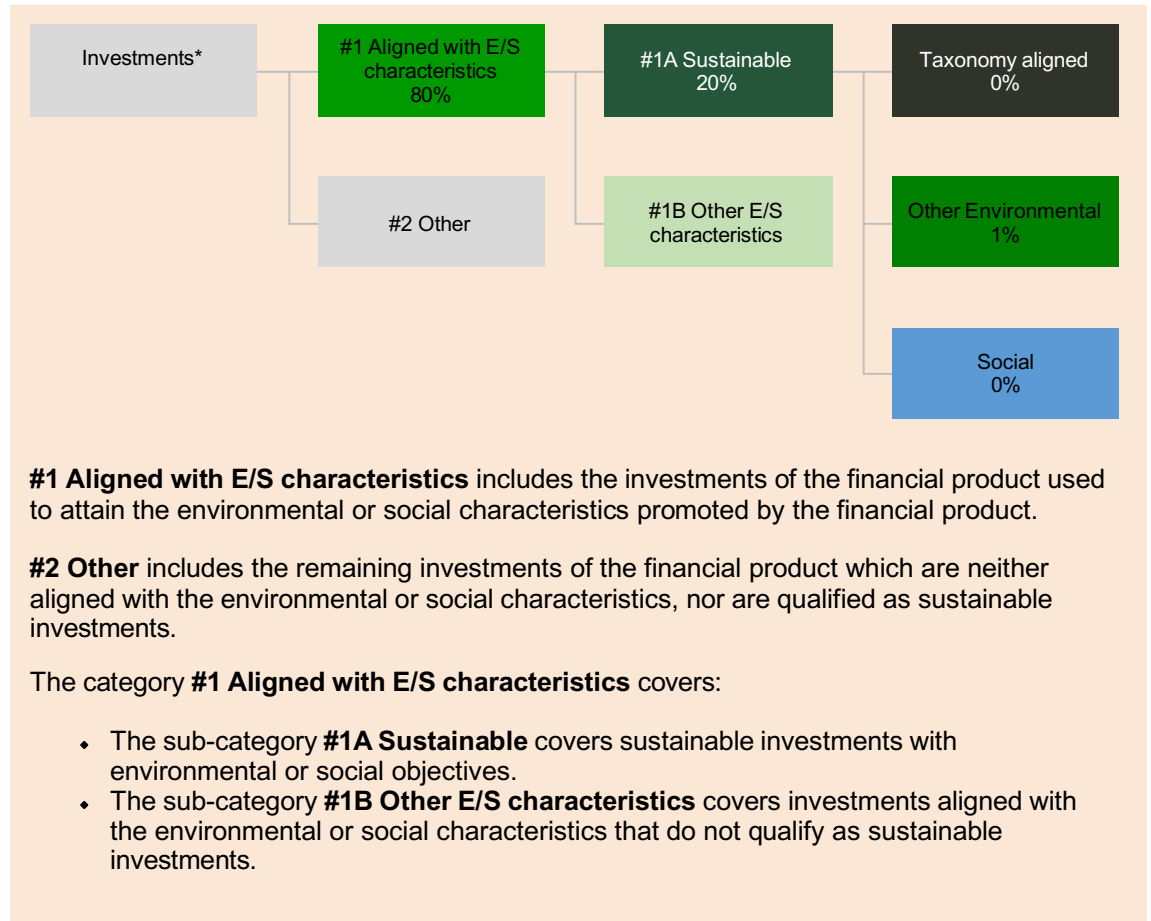 Investments*
#1 Aligned with E/S
characteristics
80%
#1A Sustainable
20%
Taxonomy aligned
0%
#2 Other
#1B Other E/S
characteristics
Other Environmental
1%
Social
0%
#1 Aligned with E/S characteristics includes the investments of the financial product used
to attain the environmental or social characteristics promoted by the financial product.
#2 Other includes the remaining investments of the financial product which are neither
aligned with the environmental or social characteristics, nor are qualified as sustainable
investments.
The category #1 Aligned with E/S characteristics covers:
• The sub-category #1A Sustainable covers sustainable investments with
environmental or social objectives.
• The sub-category #1B Other E/S characteristics covers investments aligned with
the environmental or social characteristics that do not qualify as sustainable
investments.